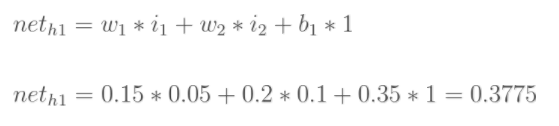 net_{h1} = w_1 * i_1 + w_2 * i_2 + b_1 * 1
net_{h1} = 0.15 * 0.05 + 0.2 * 0.1 + 0.35 * 1 = 0.3775